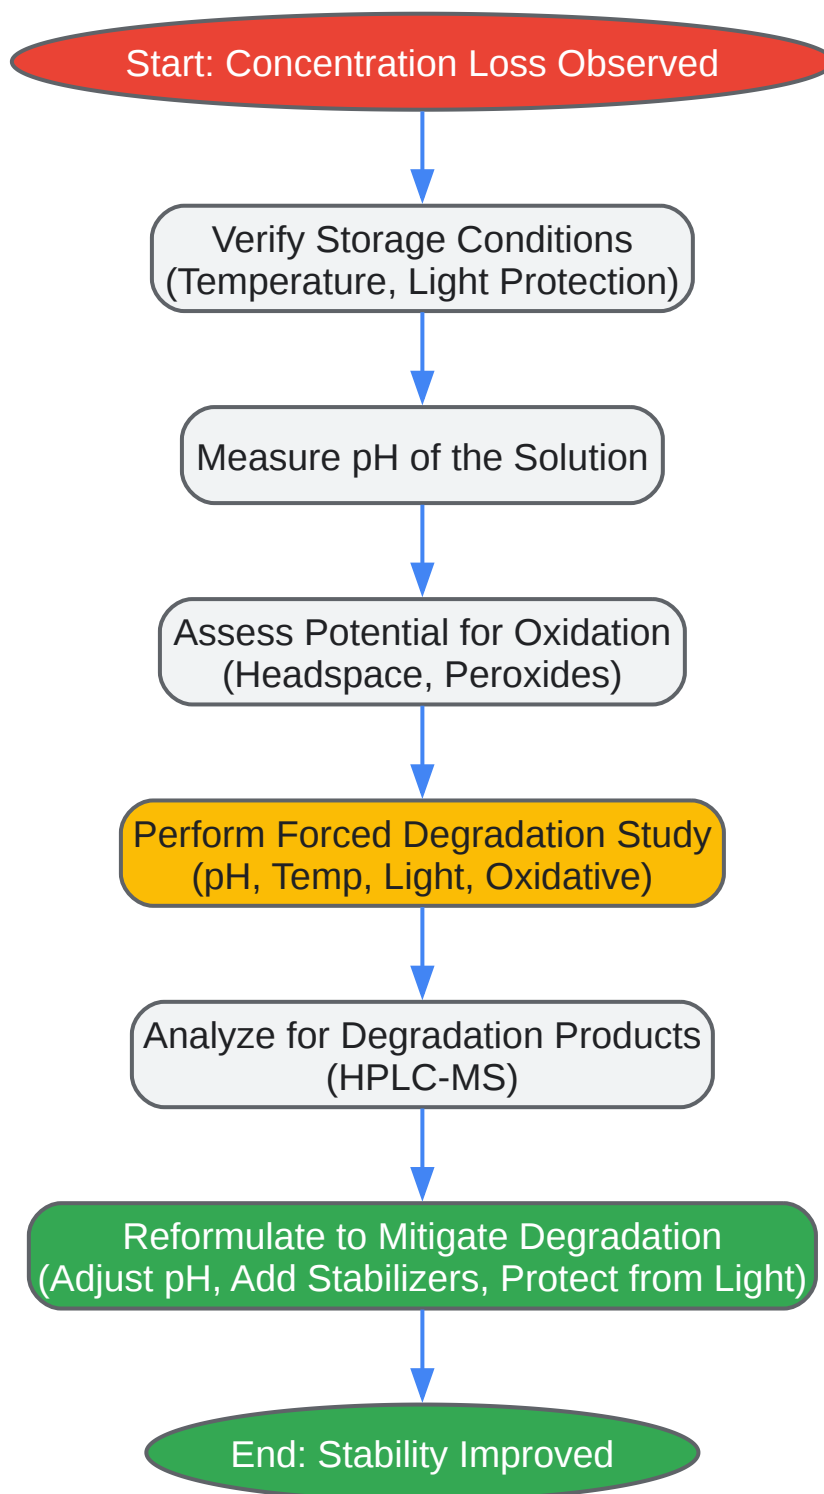 Start: Concentration Loss Observed
Verify Storage Conditions
(Temperature, Light Protection)
Measure pH of the Solution
Assess Potential for Oxidation
(Headspace, Peroxides)
Perform Forced Degradation Study
(pH, Temp, Light, Oxidative)
Analyze for Degradation Products
(HPLC-MS)
Reformulate to Mitigate Degradation
(Adjust pH, Add Stabilizers, Protect from Light)
End: Stability Improved